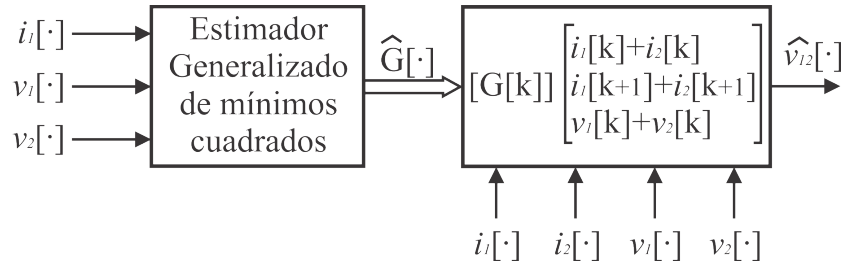 i₁[·]
v₁[·]
v₂[·]
Estimador
Generalizado
de mínimos
cuadrados
Ĝ[·]
[G[k]]
i₁[k]+i₂[k]
i₁[k+1]+i₂[k+1]
v₁[k]+v₂[k]
v̂₁₂[·]
i₁[·] i₂[·] v₁[·] v₂[·]